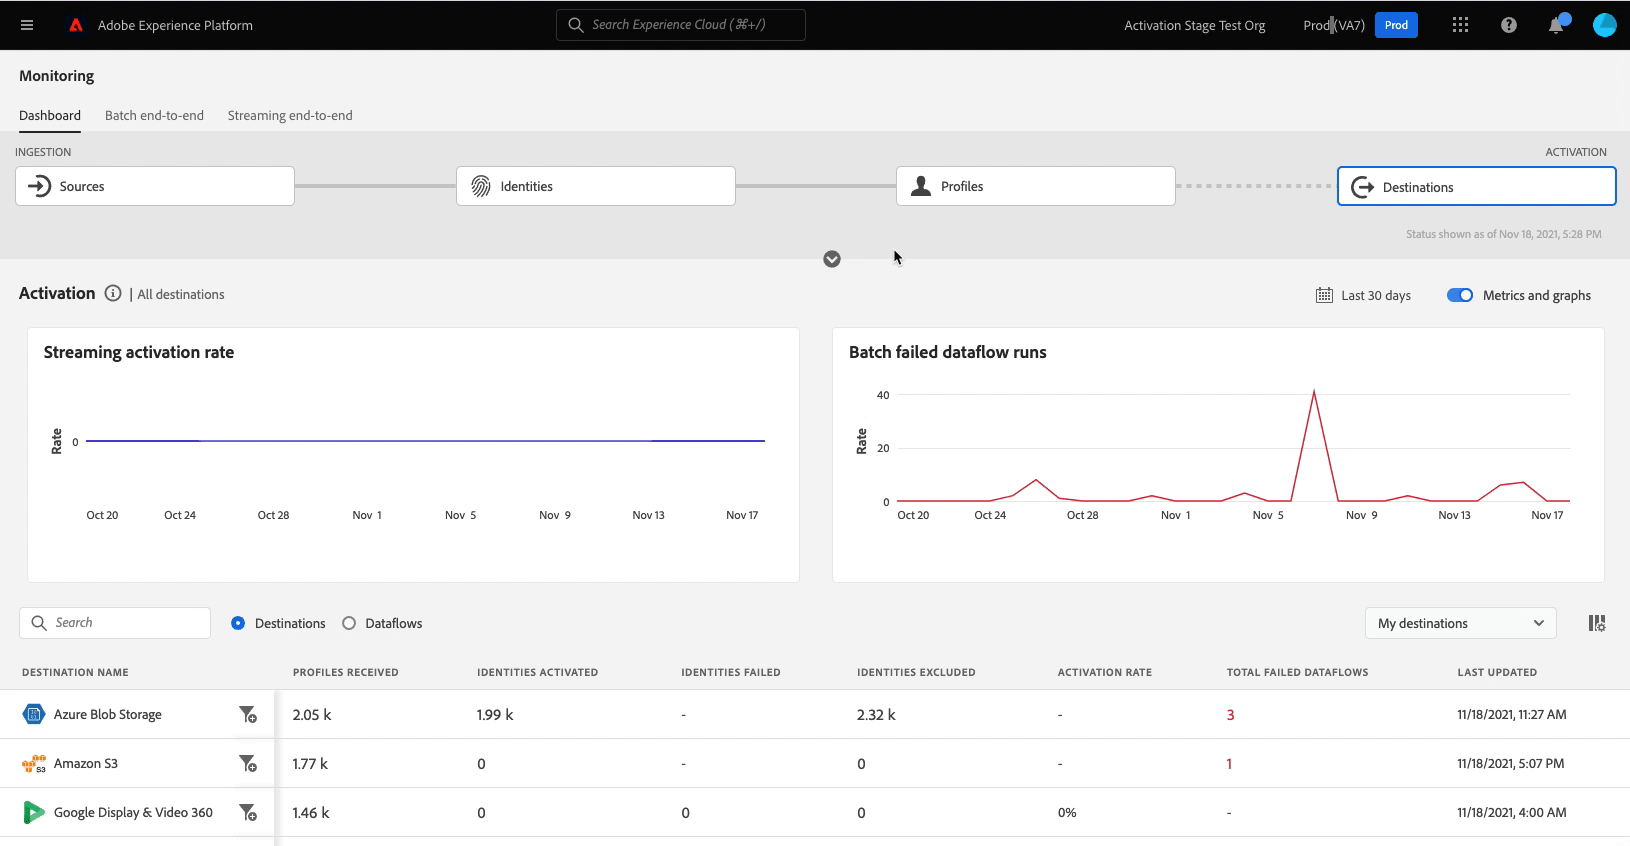 Adobe Experience Platform
Search Experience Cloud (⌘+/)
Activation Stage Test Org
Prod (VA7)
Prod
Monitoring
Dashboard
Batch end-to-end
Streaming end-to-end
INGESTION
ACTIVATION
Sources
Identities
Profiles
Destinations
Status shown as of Nov 18, 2021, 5:28 PM
Activation | All destinations
Last 30 days
Metrics and graphs
Streaming activation rate
Rate
0
Oct 20 Oct 24 Oct 28 Nov 1 Nov 5 Nov 9 Nov 13 Nov 17
Batch failed dataflow runs
Rate
40
20
0
Oct 20 Oct 24 Oct 28 Nov 1 Nov 5 Nov 9 Nov 13 Nov 17
Search
Destinations
Dataflows
My destinations
DESTINATION NAME PROFILES RECEIVED IDENTITIES ACTIVATED IDENTITIES FAILED IDENTITIES EXCLUDED ACTIVATION RATE TOTAL FAILED DATAFLOWS LAST UPDATED
Azure Blob Storage 2.05 k 1.99 k - 2.32 k - 3 11/18/2021, 11:27 AM
S3 Amazon S3 1.77 k 0 - 0 - 1 11/18/2021, 5:07 PM
Google Display & Video 360 1.46 k 0 0 0 0% - 11/18/2021, 4:00 AM